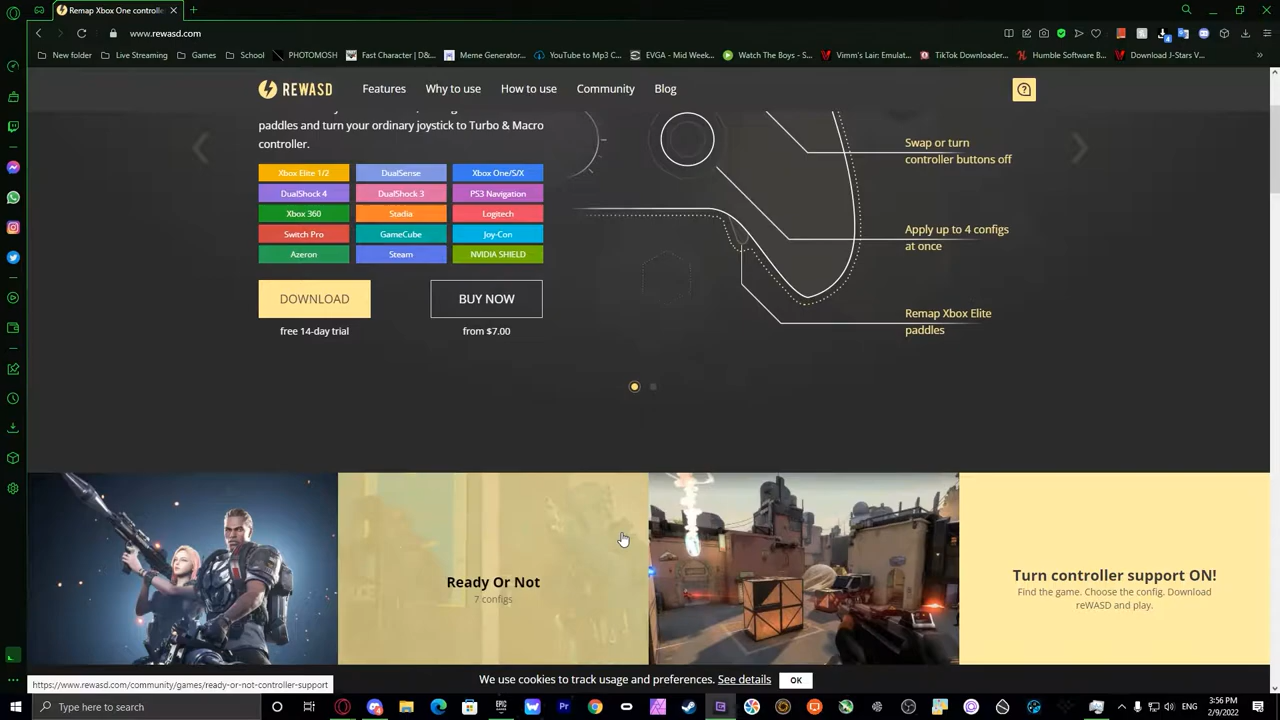 Remap Xbox One controlle
www.rewasd.com
New folder
Live Streaming
Games
School
PHOTOMOSH
Fast Character | D&...
Meme Generator...
YouTube to Mp3 C...
EVGA - Mid Week...
Watch The Boys - S...
Vimm's Lair: Emulat...
TikTok Downloader...
Humble Software B...
Download J-Stars V...
REWASD
Features
Why to use
How to use
Community
Blog
paddles and turn your ordinary joystick to Turbo & Macro
controller.
Xbox Elite 1/2
DualSense
Xbox One/S/X
DualShock 4
DualShock 3
PS3 Navigation
Xbox 360
Stadia
Logitech
Switch Pro
GameCube
Joy-Con
Azeron
Steam
NVIDIA SHIELD
DOWNLOAD
BUY NOW
free 14-day trial
from $7.00
Swap or turn
controller buttons off
Apply up to 4 configs
at once
Remap Xbox Elite
paddles
Ready Or Not
7 configs
Turn controller support ON!
Find the game. Choose the config. Download
reWASD and play.
We use cookies to track usage and preferences. See details
OK
https://www.rewasd.com/community/games/ready-or-not-controller-support
Type here to search
3:56 PM
2/9/2022